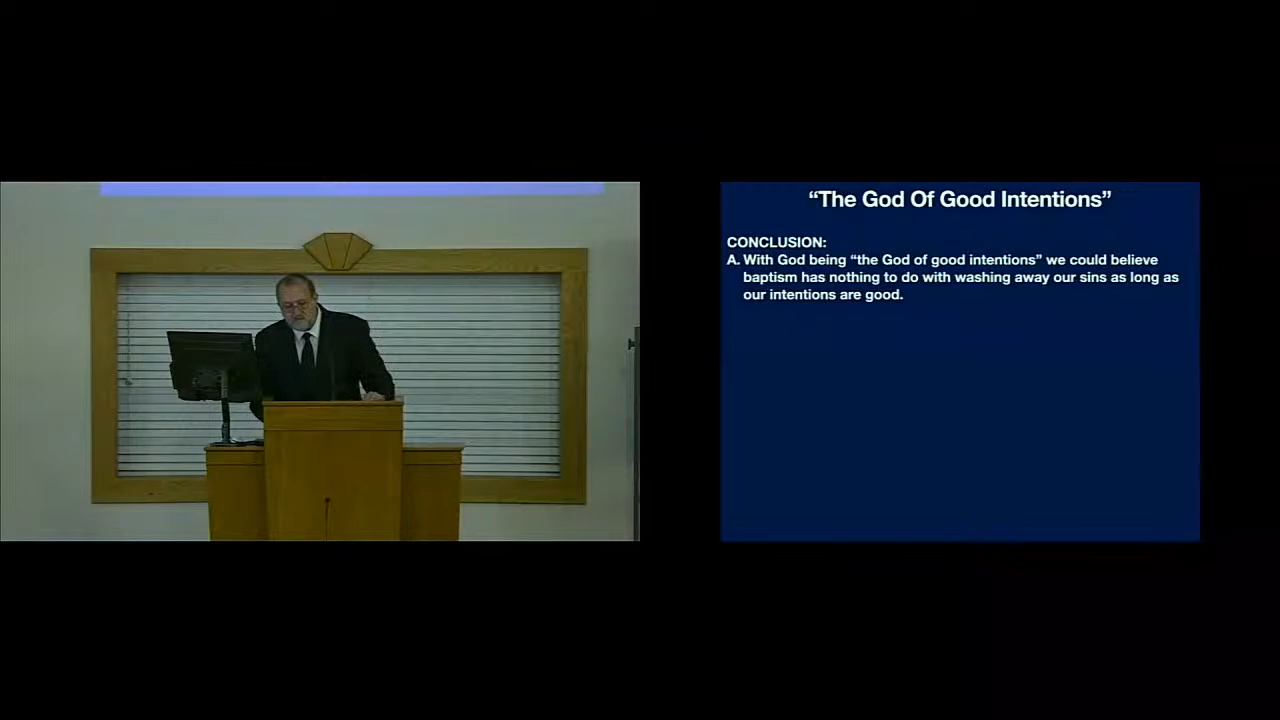 “The God Of Good Intentions”
CONCLUSION:
A. With God being “the God of good intentions” we could believe
baptism has nothing to do with washing away our sins as long as
our intentions are good.